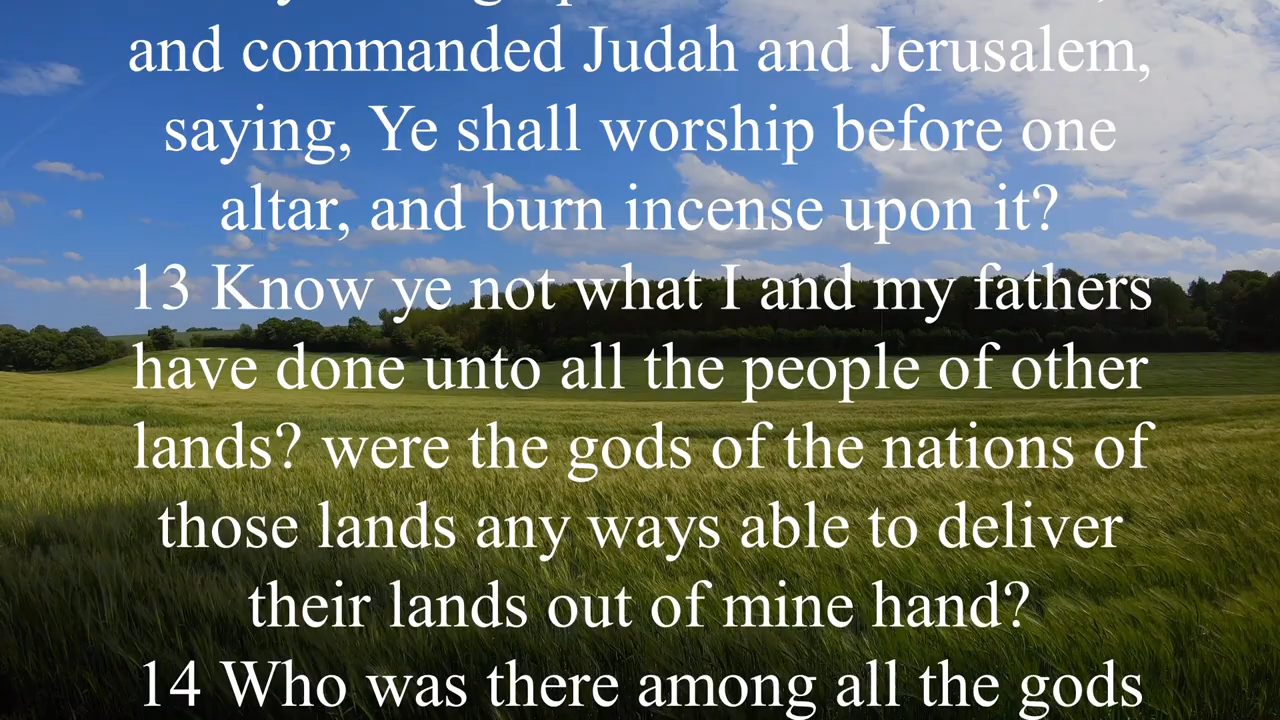 and commanded Judah and Jerusalem,
saying, Ye shall worship before one
altar, and burn incense upon it?
13 Know ye not what I and my fathers
have done unto all the people of other
lands? were the gods of the nations of
those lands any ways able to deliver
their lands out of mine hand?
14 Who was there among all the gods